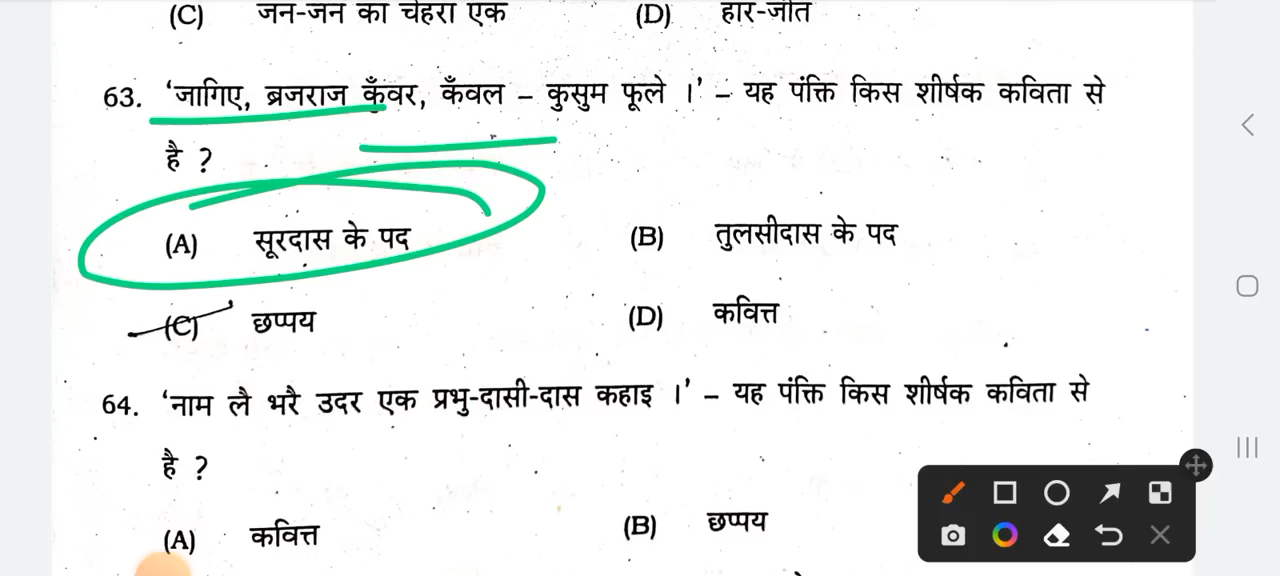 (C) जन-जन का चेहरा एक (D) हार-जीत
63. 'जागिए, ब्रजराज कुँवर, कँवल – कुसुम फूले ।' – यह पंक्ति किस शीर्षक कविता से
है ?
(A) सूरदास के पद (B) तुलसीदास के पद
(C) छप्पय (D) कवित्त
64. 'नाम लै भरै उदर एक प्रभु-दासी-दास कहाइ ।' – यह पंक्ति किस शीर्षक कविता से
है ?
(A) कवित्त (B) छप्पय